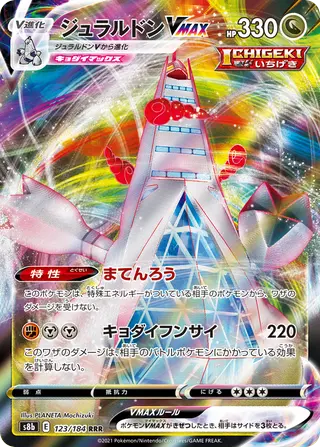 V進化
ジュラルドンVMAX
HP330
ジュラルドンVから進化
キョダイマックス
ICHIGEKI
いちげき
特性 まてんろう
このポケモンは、特殊エネルギーがついている相手のポケモンから、ワザの
ダメージを受けない。
キョダイフンサイ 220
このワザのダメージは、相手のバトルポケモンにかかっている効果を計算しない。
弱点 抵抗力 にげる
Illus. PLANETA Mochizuki
VMAXルール
s8b E 123/184 RRR
ポケモンVMAXがきぜつしたとき、相手はサイドを3枚とる。
©2021 Pokémon/Nintendo/Creatures/GAME FREAK.